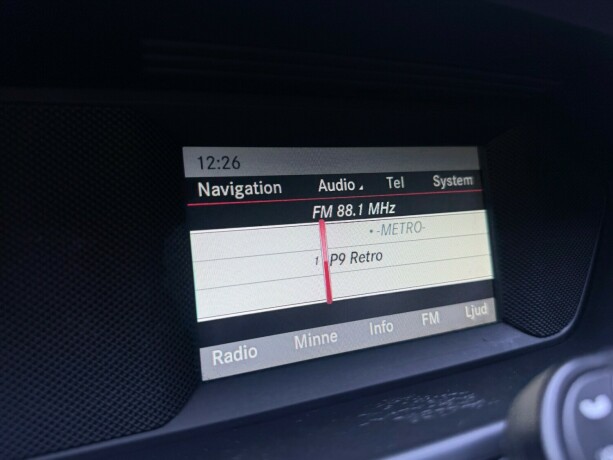 12:26
Navigation Audio Tel System
FM 88.1 MHz
-METRO-
1 P9 Retro
Radio Minne Info FM Ljud